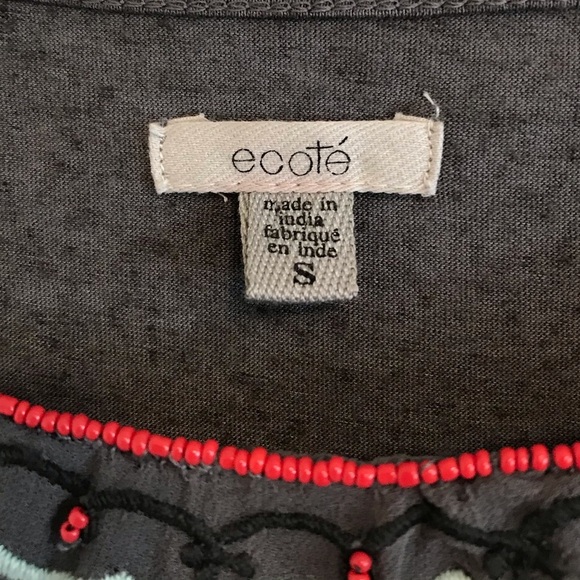 ecoté
made in
india
fabriqué
en inde
S